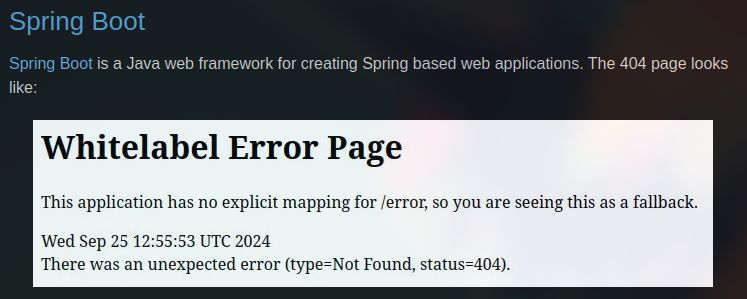 Spring Boot
Spring Boot is a Java web framework for creating Spring based web applications. The 404 page looks
like:
Whitelabel Error Page
This application has no explicit mapping for /error, so you are seeing this as a fallback.
Wed Sep 25 12:55:53 UTC 2024
There was an unexpected error (type=Not Found, status=404).